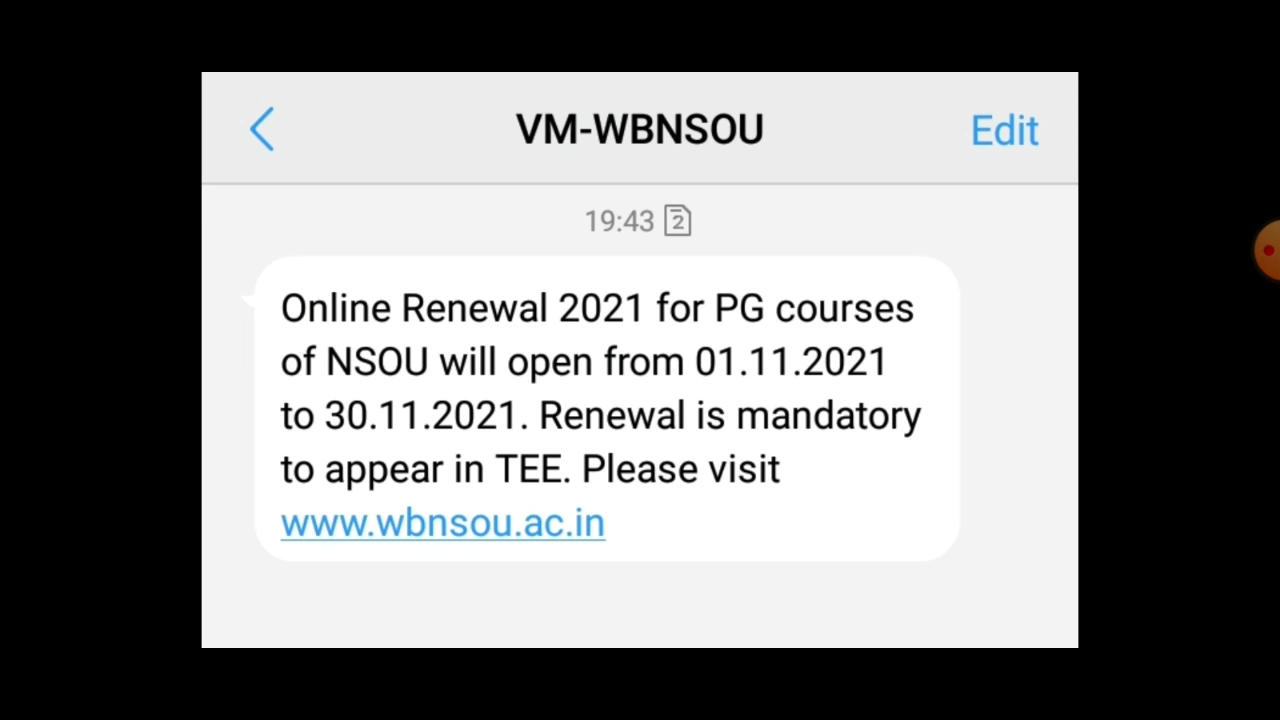 VM-WBNSOU
Edit
19:43 2
Online Renewal 2021 for PG courses
of NSOU will open from 01.11.2021
to 30.11.2021. Renewal is mandatory
to appear in TEE. Please visit
www.wbnsou.ac.in